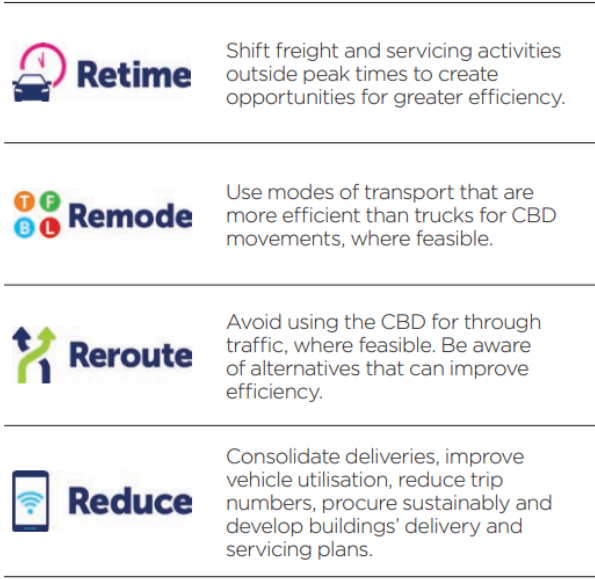 Retime
Shift freight and servicing activities
outside peak times to create
opportunities for greater efficiency.
T F
B L
Remode
Use modes of transport that are
more efficient than trucks for CBD
movements, where feasible.
Reroute
Avoid using the CBD for through
traffic, where feasible. Be aware
of alternatives that can improve
efficiency.
Reduce
Consolidate deliveries, improve
vehicle utilisation, reduce trip
numbers, procure sustainably and
develop buildings’ delivery and
servicing plans.